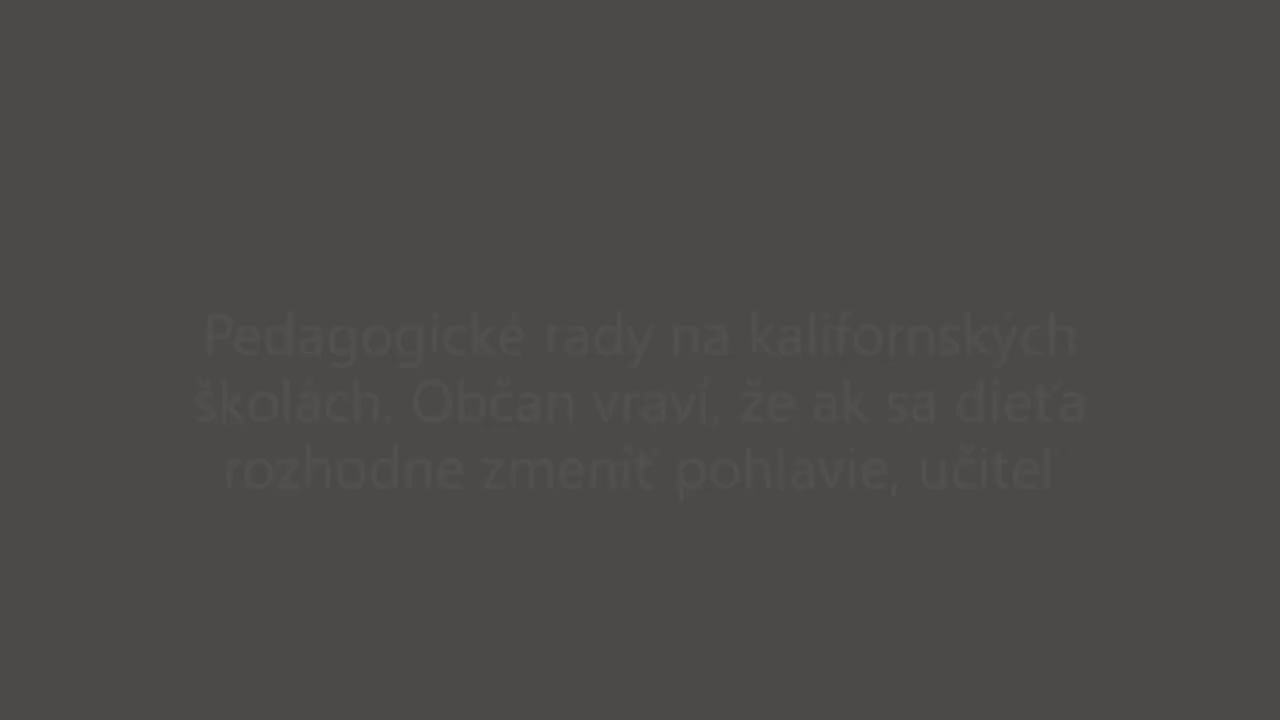 Pedagogické rady na kalifornských
školách. Občan vraví, že ak sa dieťa
rozhodne zmeniť pohlavie, učiteľ